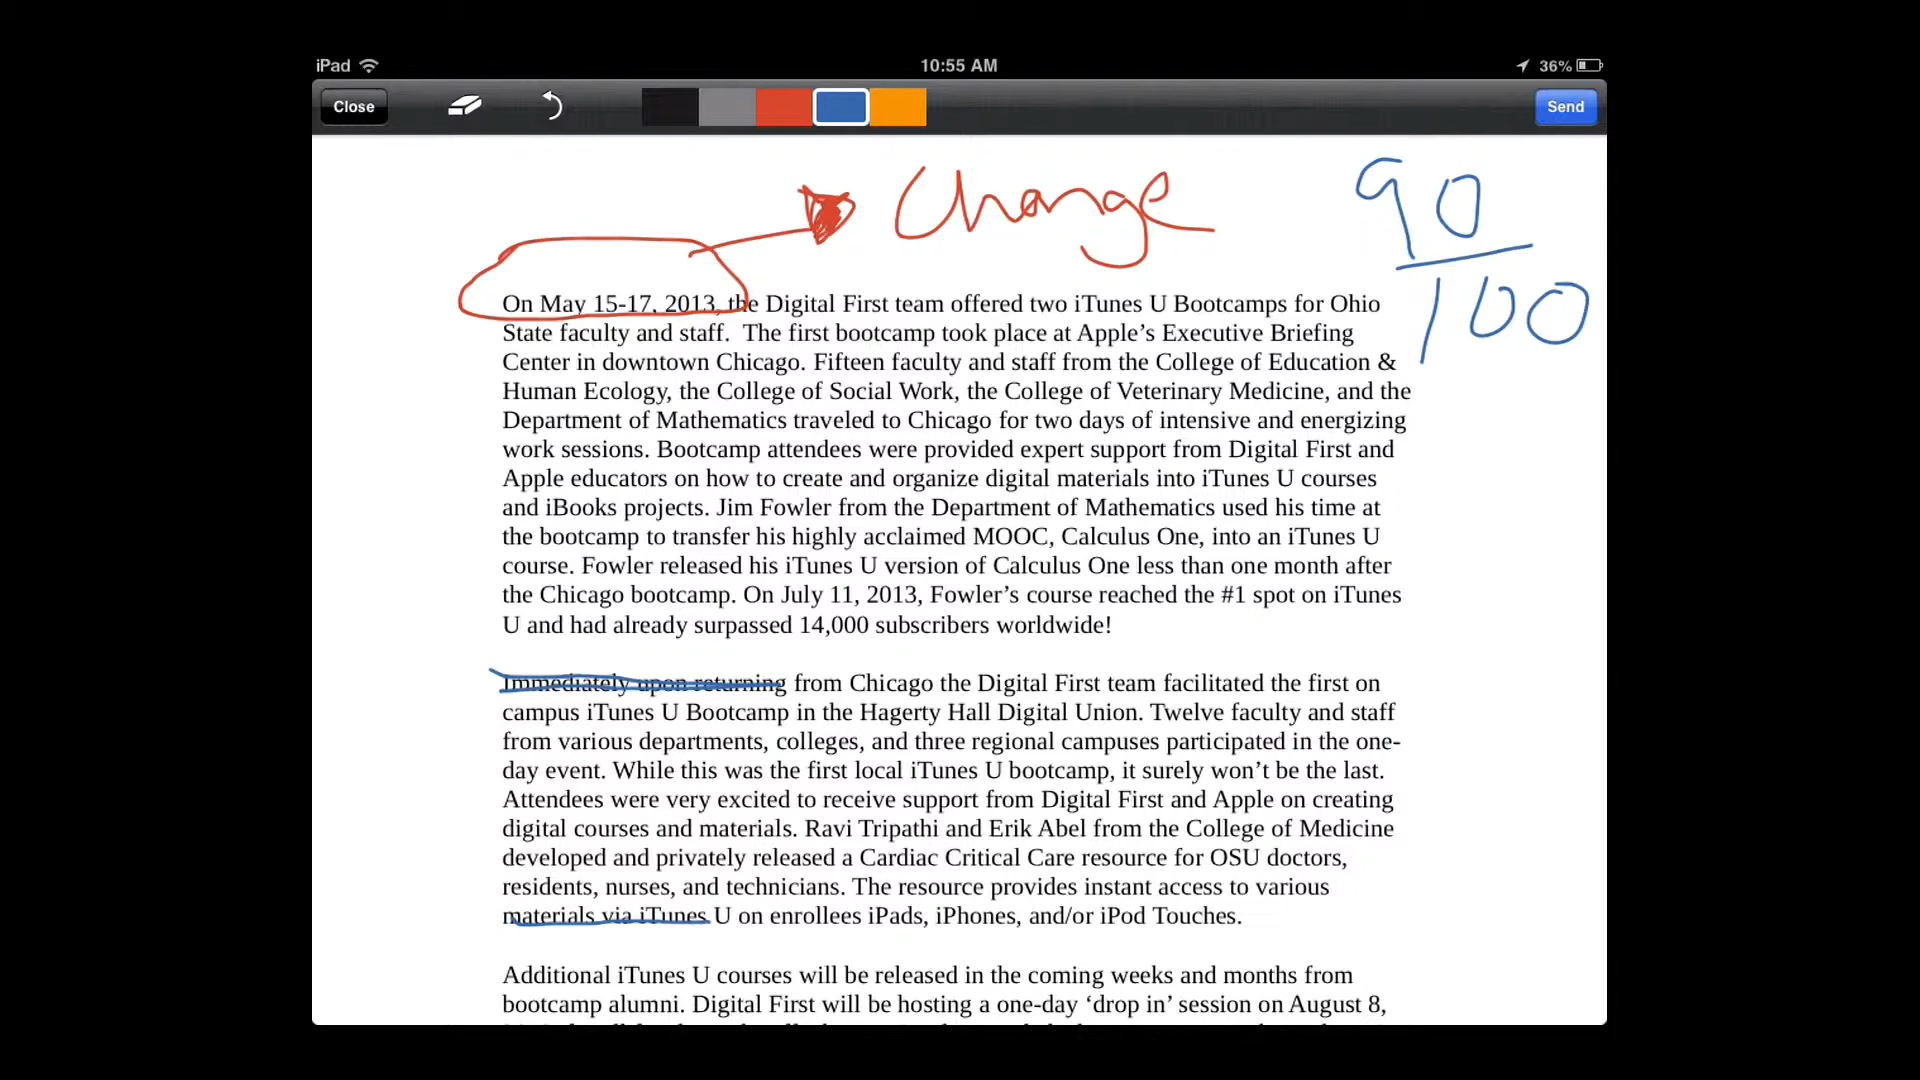 iPad 10:55 AM 36%
Close Send
Change
90
100
On May 15-17, 2013, the Digital First team offered two iTunes U Bootcamps for Ohio
State faculty and staff. The first bootcamp took place at Apple’s Executive Briefing
Center in downtown Chicago. Fifteen faculty and staff from the College of Education &
Human Ecology, the College of Social Work, the College of Veterinary Medicine, and the
Department of Mathematics traveled to Chicago for two days of intensive and energizing
work sessions. Bootcamp attendees were provided expert support from Digital First and
Apple educators on how to create and organize digital materials into iTunes U courses
and iBooks projects. Jim Fowler from the Department of Mathematics used his time at
the bootcamp to transfer his highly acclaimed MOOC, Calculus One, into an iTunes U
course. Fowler released his iTunes U version of Calculus One less than one month after
the Chicago bootcamp. On July 11, 2013, Fowler’s course reached the #1 spot on iTunes
U and had already surpassed 14,000 subscribers worldwide!
Immediately upon returning from Chicago the Digital First team facilitated the first on
campus iTunes U Bootcamp in the Hagerty Hall Digital Union. Twelve faculty and staff
from various departments, colleges, and three regional campuses participated in the one-
day event. While this was the first local iTunes U bootcamp, it surely won’t be the last.
Attendees were very excited to receive support from Digital First and Apple on creating
digital courses and materials. Ravi Tripathi and Erik Abel from the College of Medicine
developed and privately released a Cardiac Critical Care resource for OSU doctors,
residents, nurses, and technicians. The resource provides instant access to various
materials via iTunes U on enrollees iPads, iPhones, and/or iPod Touches.
Additional iTunes U courses will be released in the coming weeks and months from
bootcamp alumni. Digital First will be hosting a one-day ‘drop in’ session on August 8,